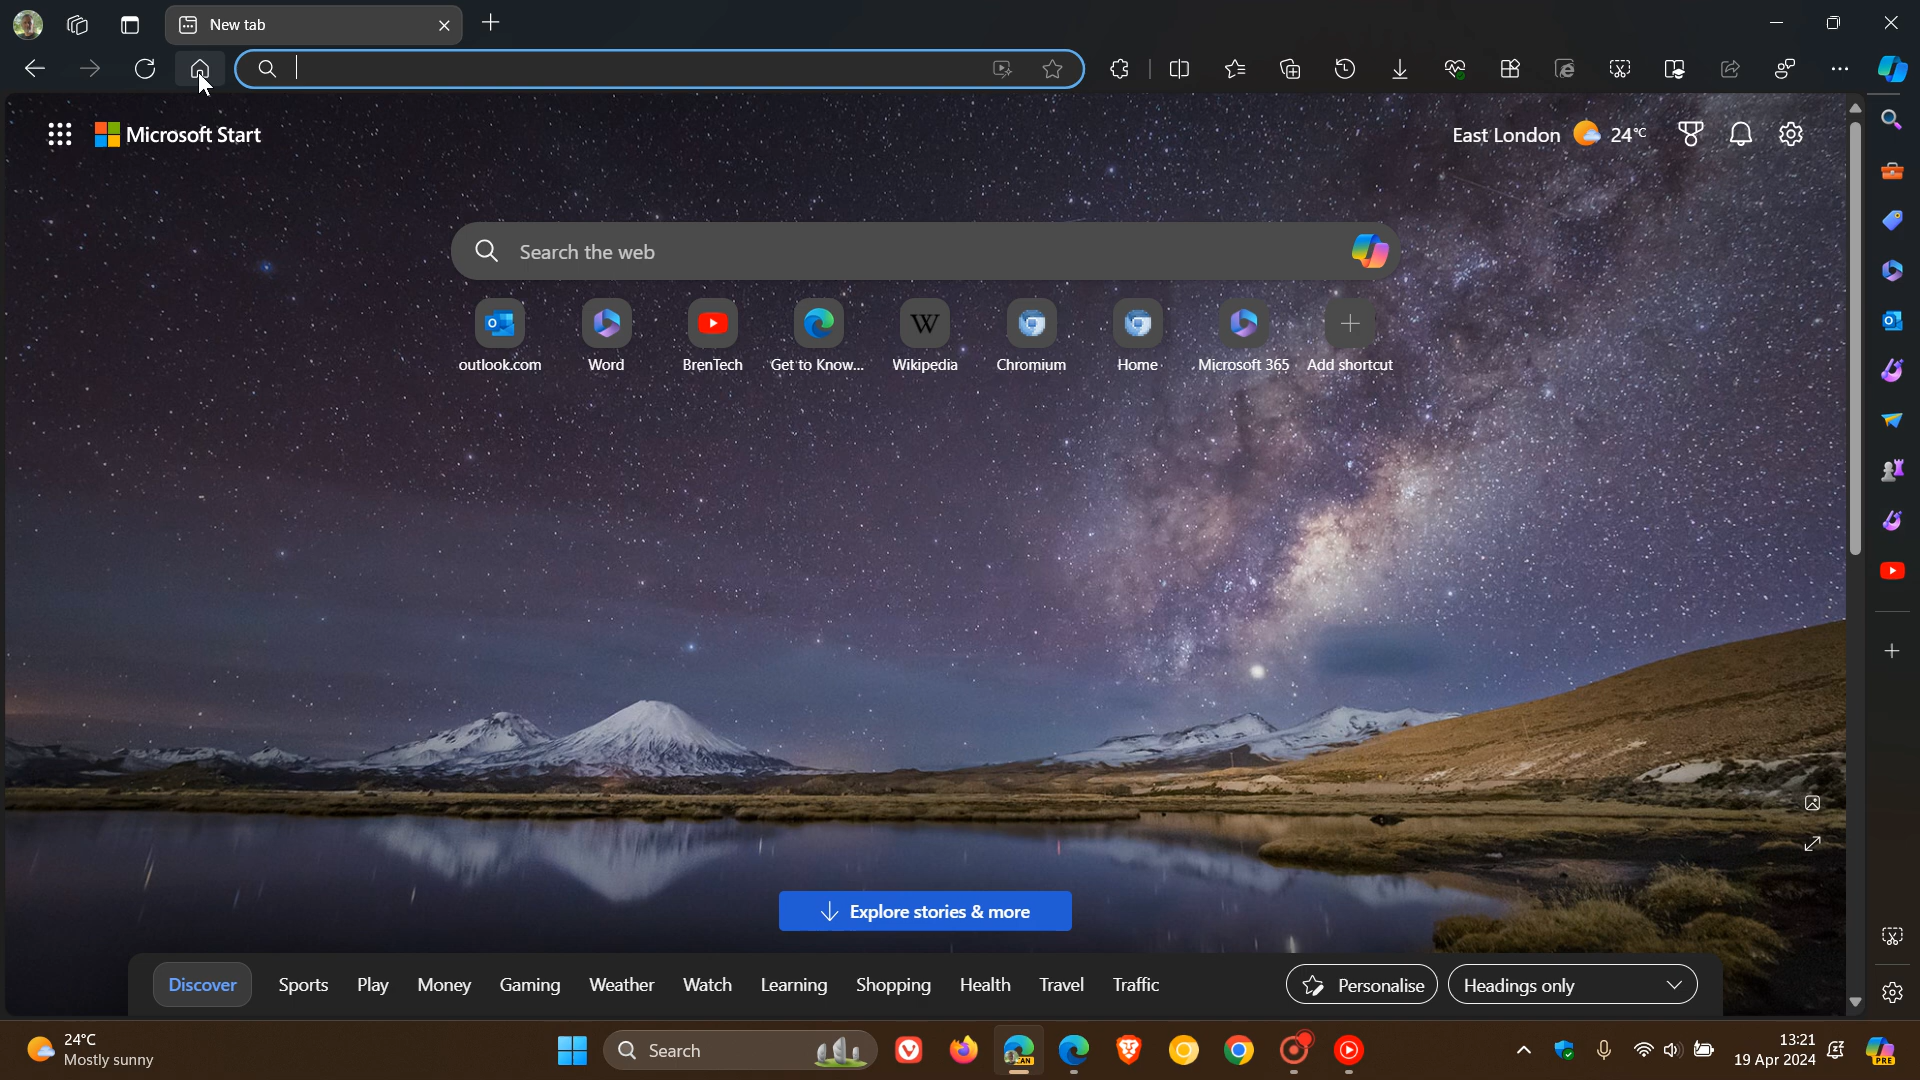 New tab
Microsoft Start
East London 24°C
Search the web
outlook.com Word BrenTech Get to Know... Wikipedia Chromium Home Microsoft 365 Add shortcut
Explore stories & more
Discover Sports Play Money Gaming Weather Watch Learning Shopping Health Travel Traffic Personalise Headings only
24°C
Mostly sunny
Search
CAN
13:21
19 Apr 2024
PRE